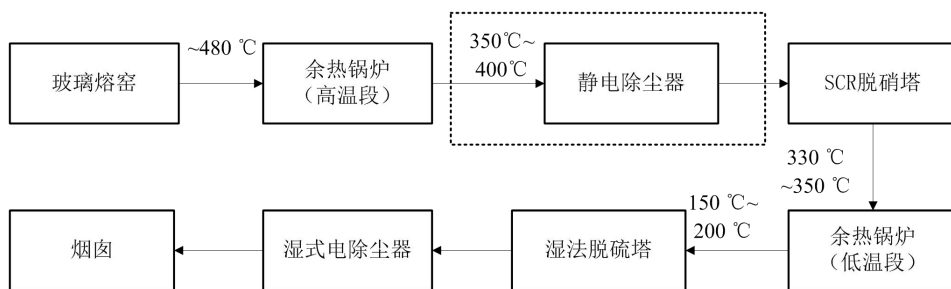 玻璃熔窑
~480 ℃
余热锅炉
（高温段）
350℃~
400℃
静电除尘器
SCR脱硝塔
330 ℃
~350 ℃
余热锅炉
（低温段）
150 ℃~
200 ℃
湿法脱硫塔
湿式电除尘器
烟囱